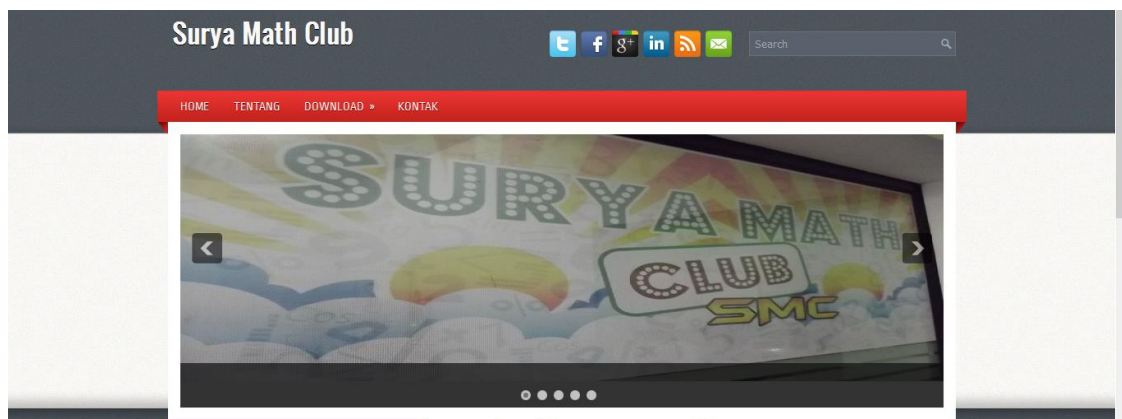 Surya Math Club
Search
HOME TENTANG DOWNLOAD » KONTAK
SURYA MATH
CLUB
SMC